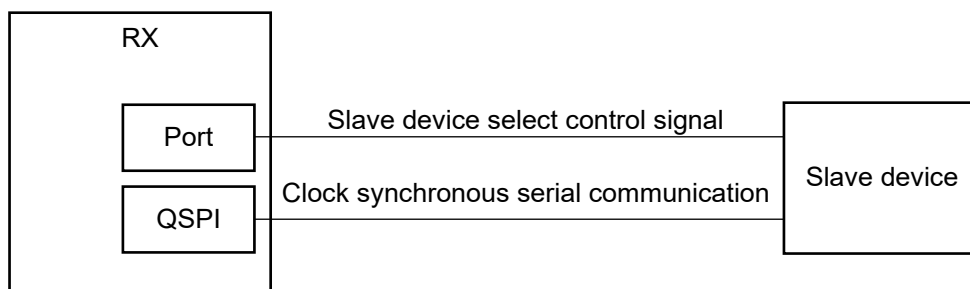 RX
Port
Slave device select control signal
Slave device
QSPI
Clock synchronous serial communication